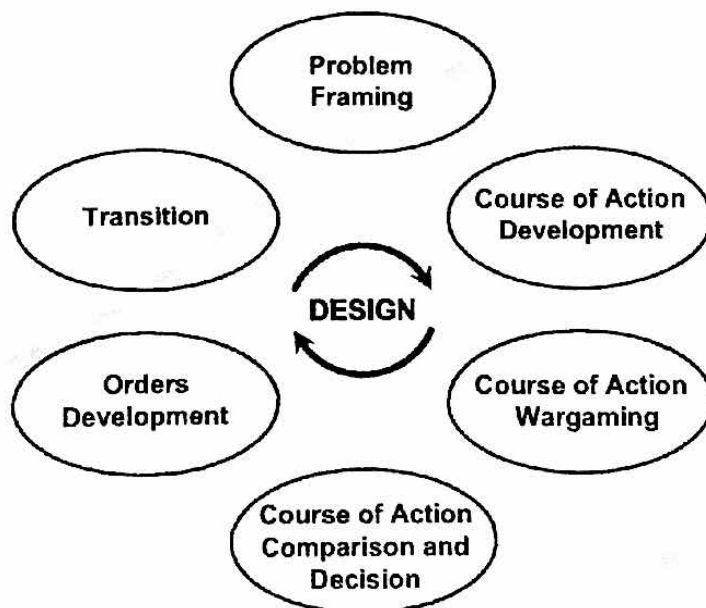 Problem
Framing
Course of Action
Development
Course of Action
Wargaming
Course of Action
Comparison and
Decision
Orders
Development
Transition
DESIGN